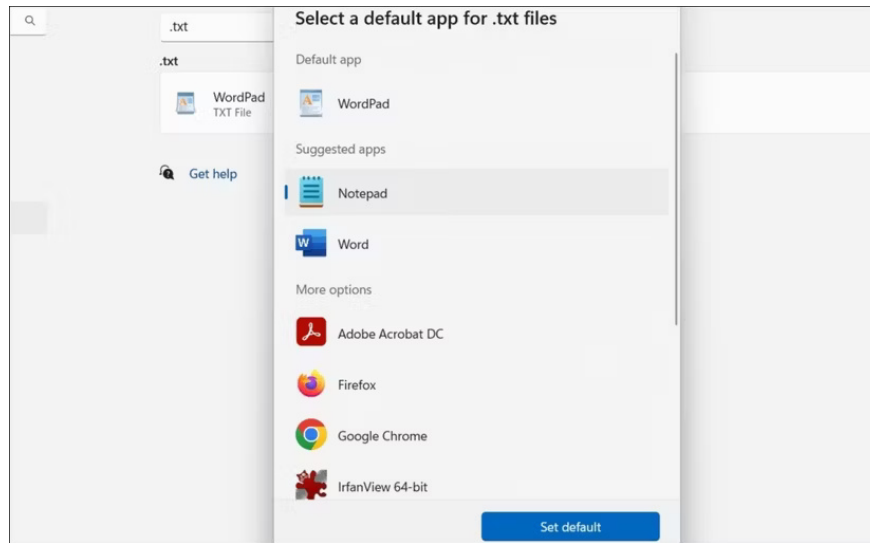 .txt
.txt
WordPad
TXT File
Get help
Select a default app for .txt files
Default app
WordPad
Suggested apps
Notepad
Word
More options
Adobe Acrobat DC
Firefox
Google Chrome
IrfanView 64-bit
Set default